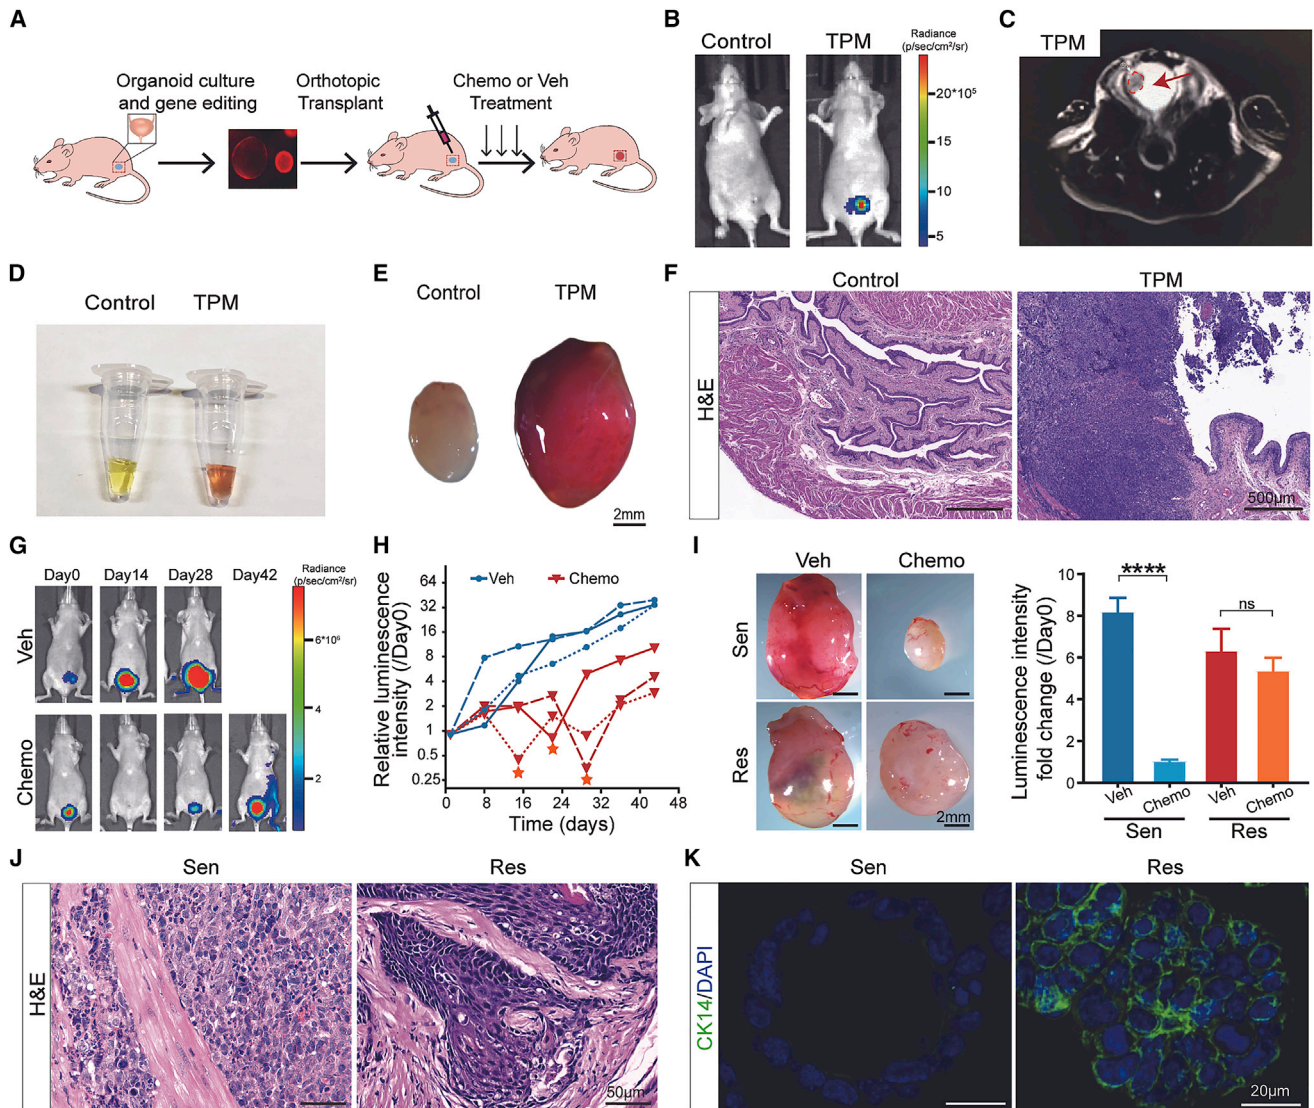 A
Organoid culture
and gene editing
Orthotopic
Transplant
Chemo or Veh
Treatment
B
Control
TPM
Radiance
(p/sec/cm²/sr)
20*10⁵
15
10
5
C
TPM
D
Control
TPM
E
Control
TPM
2mm
F
Control
TPM
H&E
500µm
G
Day0
Day14
Day28
Day42
Radiance
(p/sec/cm²/sr)
Veh
Chemo
6*10⁶
4
2
H
Relative luminescence
intensity (/Day0)
64
32
16
8
4
2
1
0.5
0.25
Veh
Chemo
0
8
16
24
32
40
48
Time (days)
I
Veh
Chemo
Sen
Res
2mm
Luminescence intensity
fold change (/Day0)
10
8
6
4
2
0
****
ns
Veh
Chemo
Veh
Chemo
Sen
Res
J
Sen
Res
H&E
50µm
K
Sen
Res
CK14/DAPI
20µm